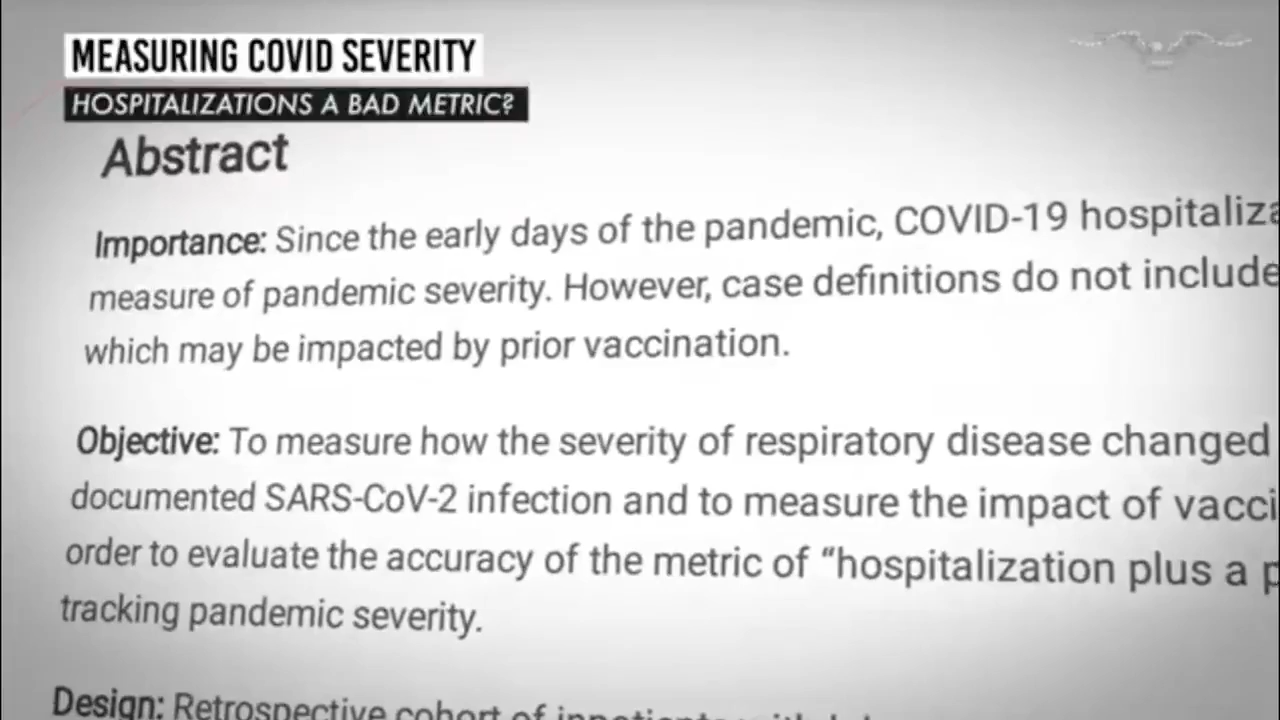 MEASURING COVID SEVERITY
HOSPITALIZATIONS A BAD METRIC?
Abstract
Importance: Since the early days of the pandemic, COVID-19 hospitaliza
measure of pandemic severity. However, case definitions do not include
which may be impacted by prior vaccination.
Objective: To measure how the severity of respiratory disease changed
documented SARS-CoV-2 infection and to measure the impact of vacci
order to evaluate the accuracy of the metric of “hospitalization plus a p
tracking pandemic severity.
Design: Retrospective cohort of inpatients with